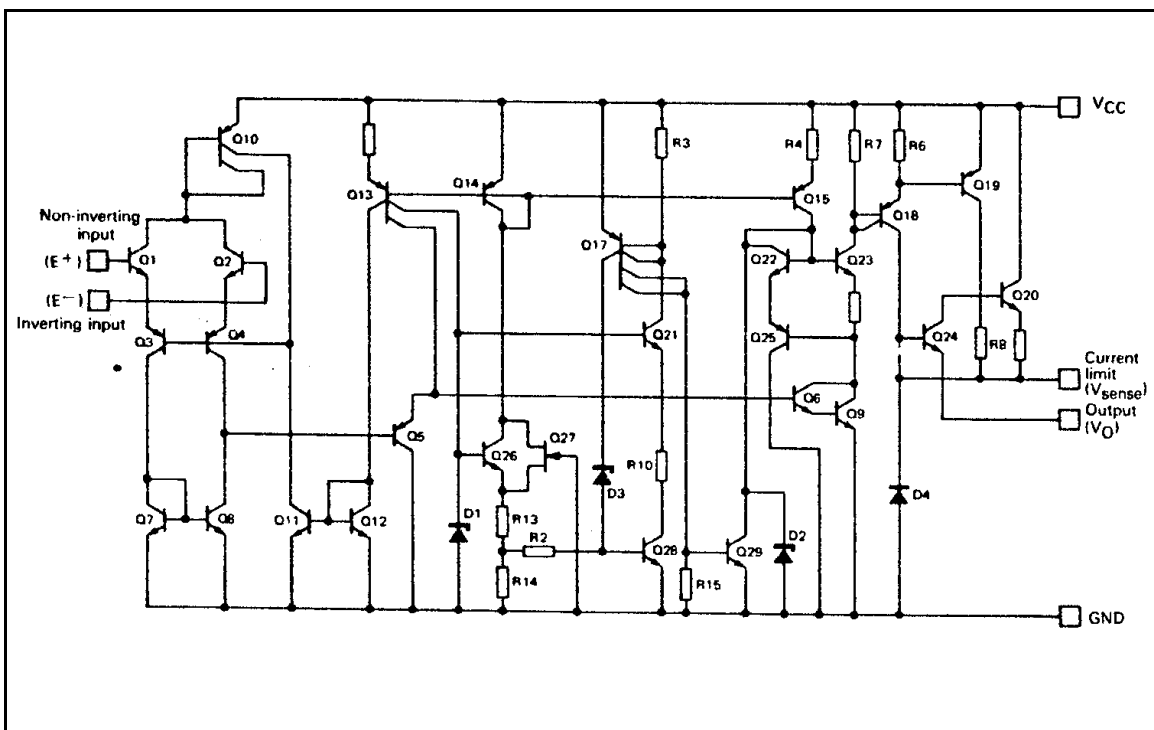 VCC
Q10
R3
R4
R7
R6
Q13
Q14
Q15
Q18
Q19
Non-inverting
input
(E+)
Q1
Q2
Q17
Q22
Q23
(E−)
Inverting input
Q20
Q3
Q4
Q21
Q25
Q24
R8
Current
limit
(Vsense)
Q6
Q9
Output
(VO)
Q5
Q26
Q27
R10
D3
D4
Q7
Q8
Q11
Q12
D1
R13
R2
Q28
Q29
D2
R14
R15
GND